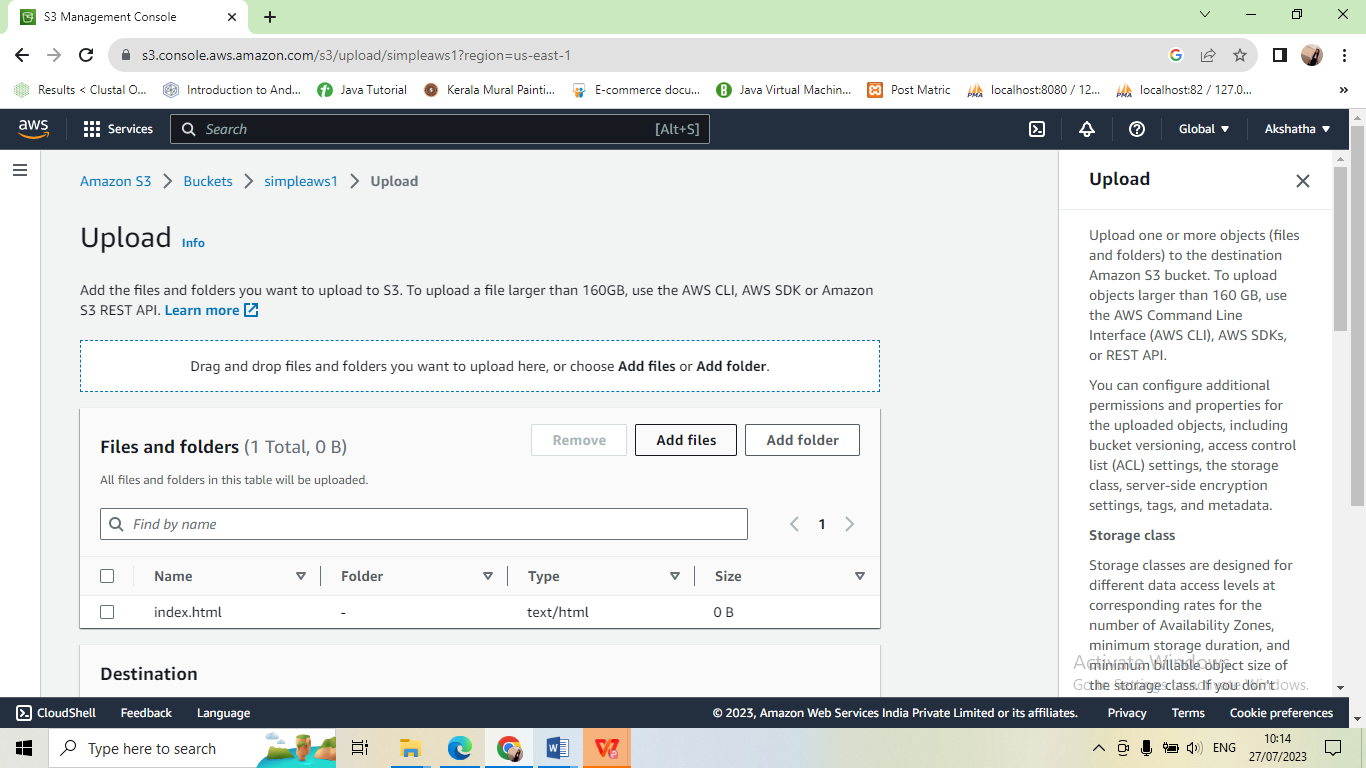 S3 Management Console
s3.console.aws.amazon.com/s3/upload/simpleaws1?region=us-east-1
Results < Clustal O...
Introduction to And...
Java Tutorial
Kerala Mural Painti...
E-commerce docu...
Java Virtual Machin...
Post Matric
localhost:8080 / 12...
localhost:82 / 127.0...
aws
Services
Search
[Alt+S]
Global
Akshatha
Amazon S3 > Buckets > simpleaws1 > Upload
Upload Info
Add the files and folders you want to upload to S3. To upload a file larger than 160GB, use the AWS CLI, AWS SDK or Amazon
S3 REST API. Learn more
Drag and drop files and folders you want to upload here, or choose Add files or Add folder.
Files and folders (1 Total, 0 B)
Remove
Add files
Add folder
All files and folders in this table will be uploaded.
Find by name
1
Name
Folder
Type
Size
index.html
-
text/html
0 B
Destination
Upload
Upload one or more objects (files
and folders) to the destination
Amazon S3 bucket. To upload
objects larger than 160 GB, use
the AWS Command Line
Interface (AWS CLI), AWS SDKs,
or REST API.
You can configure additional
permissions and properties for
the uploaded objects, including
bucket versioning, access control
list (ACL) settings, the storage
class, server-side encryption
settings, tags, and metadata.
Storage class
Storage classes are designed for
different data access levels at
corresponding rates for the
number of Availability Zones,
minimum storage duration, and
minimum billable object size of
the storage class. If you don't
Activate Windows
Go to Settings to activate Windows.
CloudShell
Feedback
Language
© 2023, Amazon Web Services India Private Limited or its affiliates.
Privacy
Terms
Cookie preferences
Type here to search
ENG
10:14
27/07/2023